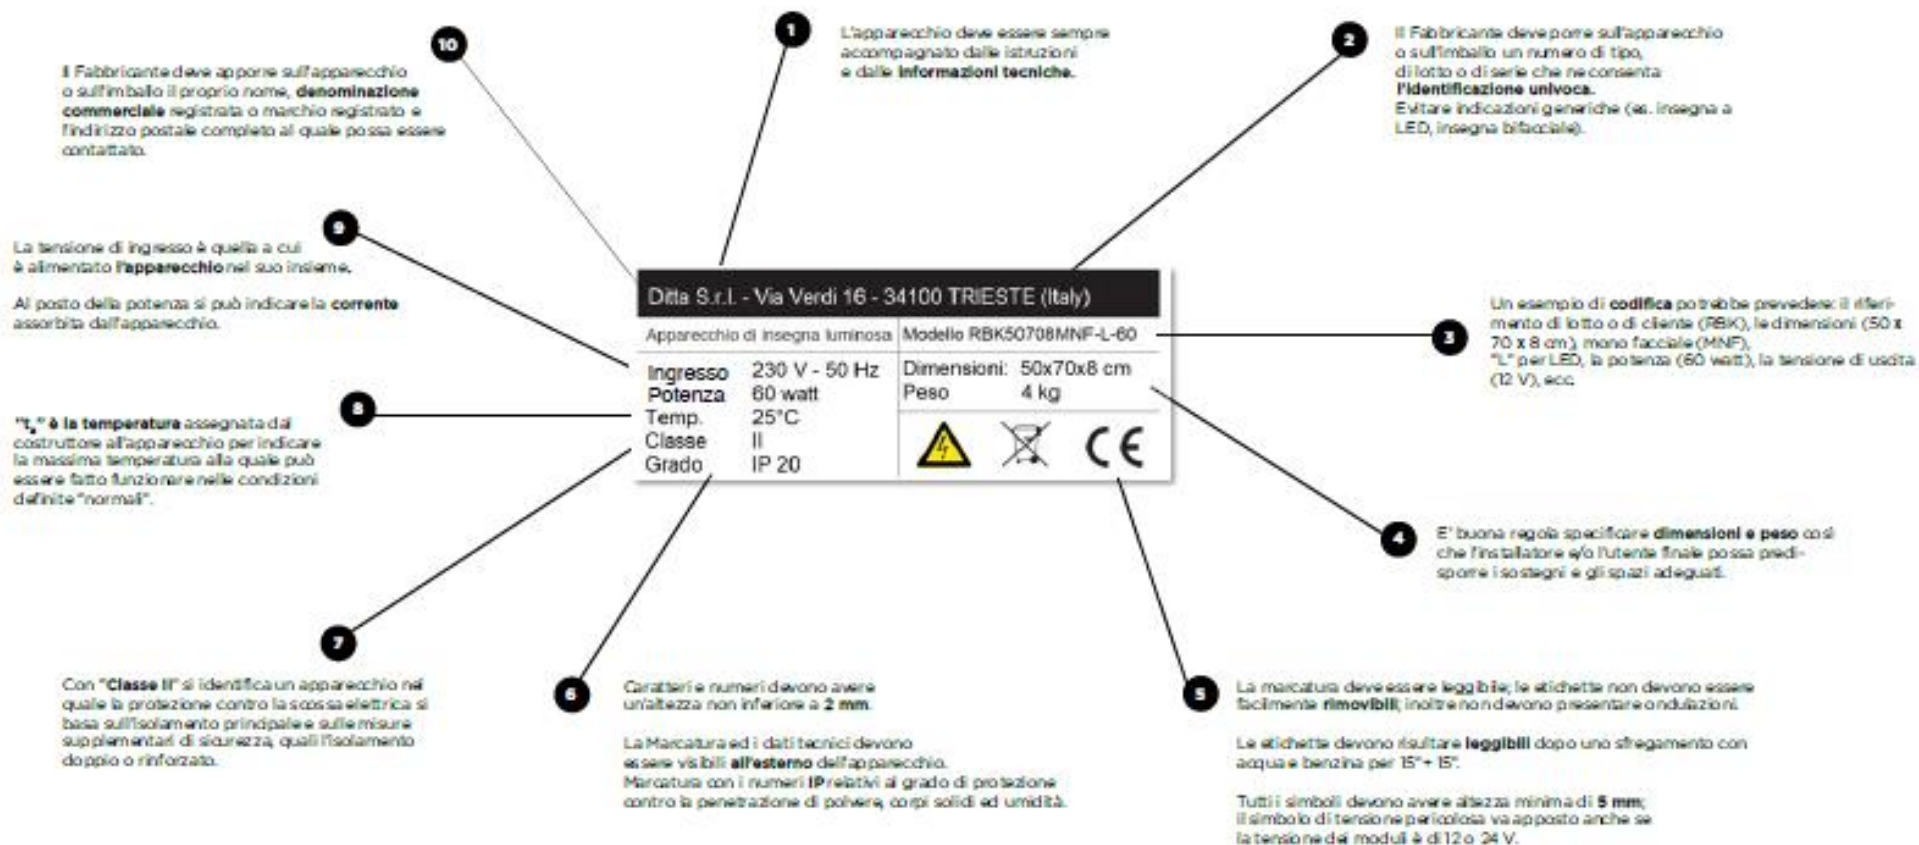 10
Il Fabbricante deve apporre sull'apparecchio
o sull'imballo il proprio nome, denominazione
commerciale registrata o marchio registrato e
l'indirizzo postale completo al quale possa essere
contattato.
1
L'apparecchio deve essere sempre
accompagnato dalle istruzioni
e dalle informazioni tecniche.
2
Il Fabbricante deve porre sull'apparecchio
o sull'imballo un numero di tipo,
di lotto o di serie che ne consenta
l'identificazione univoca.
Evitare indicazioni generiche (es. insegna a
LED, insegna bifacciale).
9
La tensione di ingresso è quella a cui
è alimentato l'apparecchio nel suo insieme.
Al posto della potenza si può indicare la corrente
assorbita dall'apparecchio.
Ditta S.r.l. - Via Verdi 16 - 34100 TRIESTE (Italy)
Apparecchio di insegna luminosa Modello RBK50708MNF-L-60
Ingresso 230 V - 50 Hz Dimensioni: 50x70x8 cm
Potenza 60 watt Peso 4 kg
Temp. 25°C
Classe II
Grado IP 20
CE
3
Un esempio di codifica potrebbe prevedere: il riferi-
mento di lotto o di cliente (RBK), le dimensioni (50 x
70 x 8 cm), mono facciale (MNF),
"L" per LED, la potenza (60 watt), la tensione di uscita
(12 V), ecc.
8
"ta" è la temperatura assegnata dal
costruttore all'apparecchio per indicare
la massima temperatura alla quale può
essere fatto funzionare nelle condizioni
definite "normali".
4
E' buona regola specificare dimensioni e peso così
che l'installatore e/o l'utente finale possa predi-
sporre i sostegni e gli spazi adeguati.
7
Con "Classe II" si identifica un apparecchio nel
quale la protezione contro la scossa elettrica si
basa sull'isolamento principale e sulle misure
supplementari di sicurezza, quali l'isolamento
doppio o rinforzato.
6
Caratteri e numeri devono avere
un'altezza non inferiore a 2 mm.
La Marcatura ed i dati tecnici devono
essere visibili all'esterno dell'apparecchio.
Marcatura con i numeri IP relativi al grado di protezione
contro la penetrazione di polvere, corpi solidi ed umidità.
5
La marcatura deve essere leggibile; le etichette non devono essere
facilmente rimovibili; inoltre non devono presentare ondulazioni.
Le etichette devono risultare leggibili dopo uno sfregamento con
acqua e benzina per 15"+ 15".
Tutti i simboli devono avere altezza minima di 5 mm;
il simbolo di tensione pericolosa va apposto anche se
la tensione dei moduli è di 12 o 24 V.